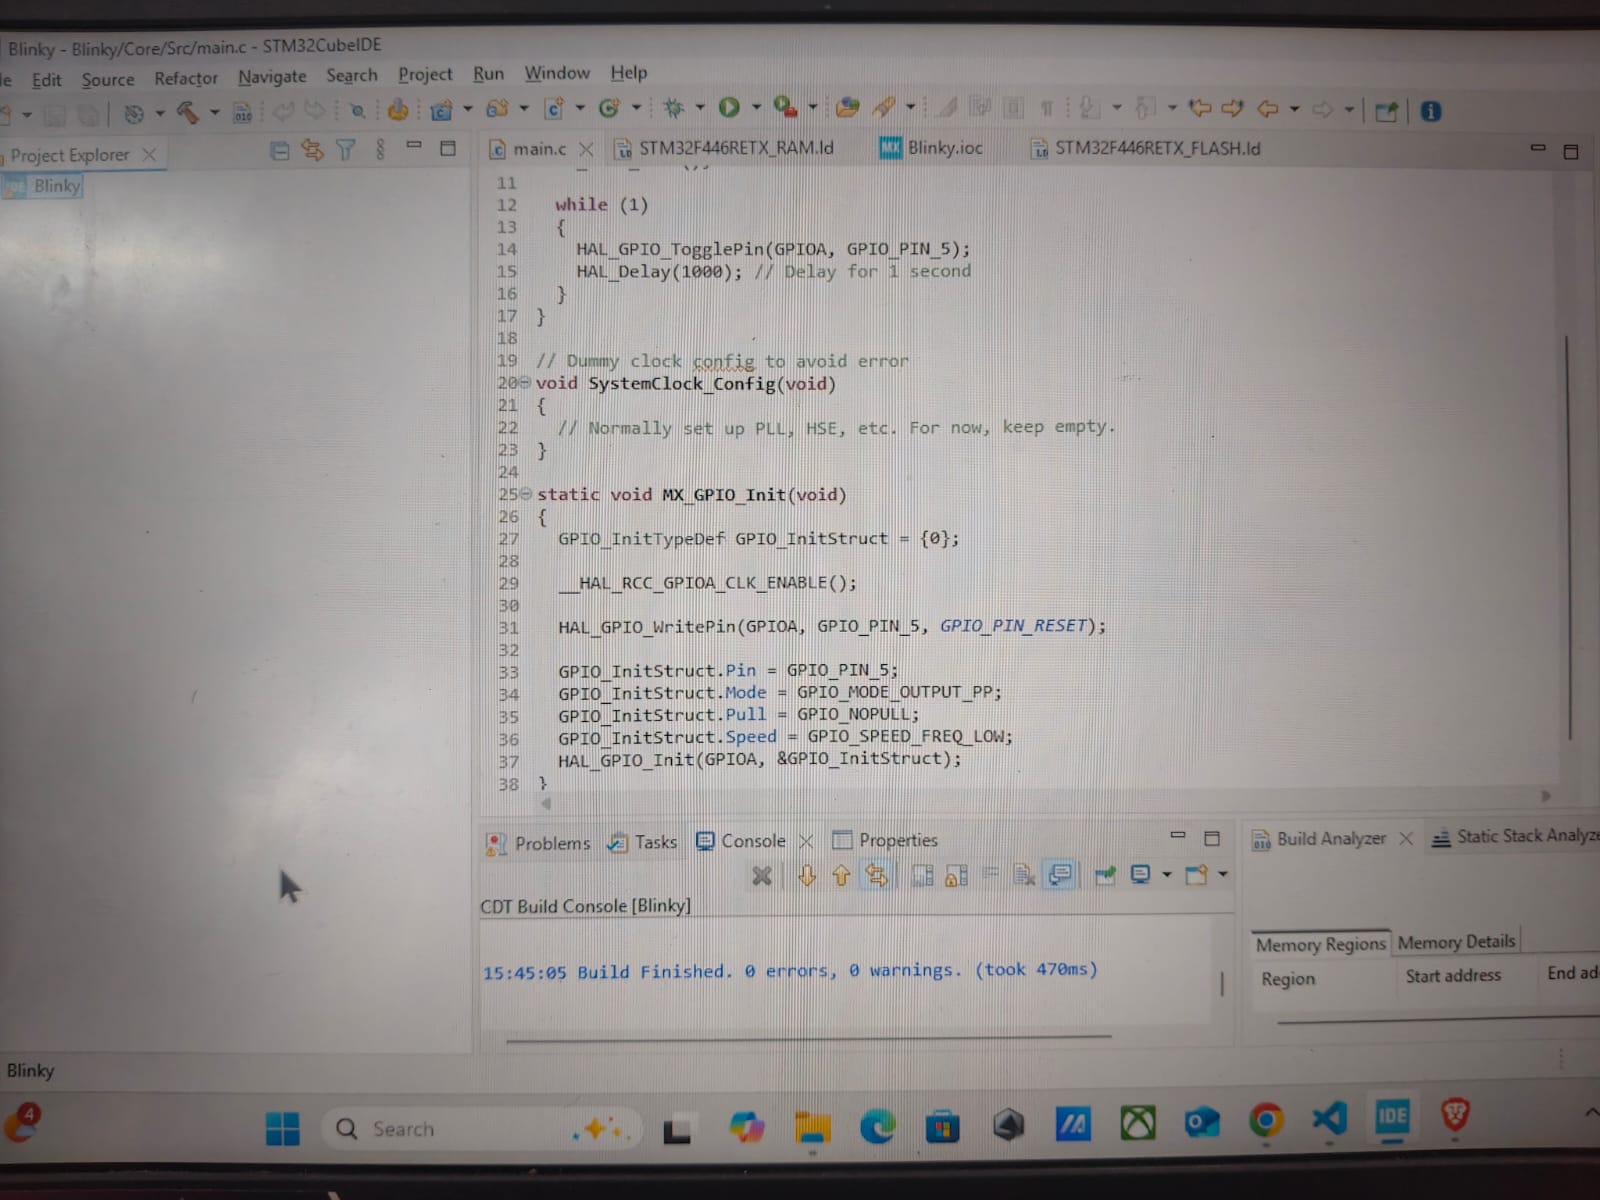 Blinky - Blinky/Core/Src/main.c - STM32CubeIDE
Edit Source Refactor Navigate Search Project Run Window Help
Project Explorer
main.c STM32F446RETX_RAM.ld Blinky.ioc STM32F446RETX_FLASH.ld
Blinky
11
12 while (1)
13 {
14 HAL_GPIO_TogglePin(GPIOA, GPIO_PIN_5);
15 HAL_Delay(1000); // Delay for 1 second
16 }
17 }
18
19 // Dummy clock config to avoid error
20 void SystemClock_Config(void)
21 {
22 // Normally set up PLL, HSE, etc. For now, keep empty.
23 }
24
25 static void MX_GPIO_Init(void)
26 {
27 GPIO_InitTypeDef GPIO_InitStruct = {0};
28
29 __HAL_RCC_GPIOA_CLK_ENABLE();
30
31 HAL_GPIO_WritePin(GPIOA, GPIO_PIN_5, GPIO_PIN_RESET);
32
33 GPIO_InitStruct.Pin = GPIO_PIN_5;
34 GPIO_InitStruct.Mode = GPIO_MODE_OUTPUT_PP;
35 GPIO_InitStruct.Pull = GPIO_NOPULL;
36 GPIO_InitStruct.Speed = GPIO_SPEED_FREQ_LOW;
37 HAL_GPIO_Init(GPIOA, &GPIO_InitStruct);
38 }
Problems Tasks Console Properties
CDT Build Console [Blinky]
15:45:05 Build Finished. 0 errors, 0 warnings. (took 470ms)
Build Analyzer Static Stack Analyze
Memory Regions Memory Details
Region Start address End ad
Blinky
4
Search
IDE